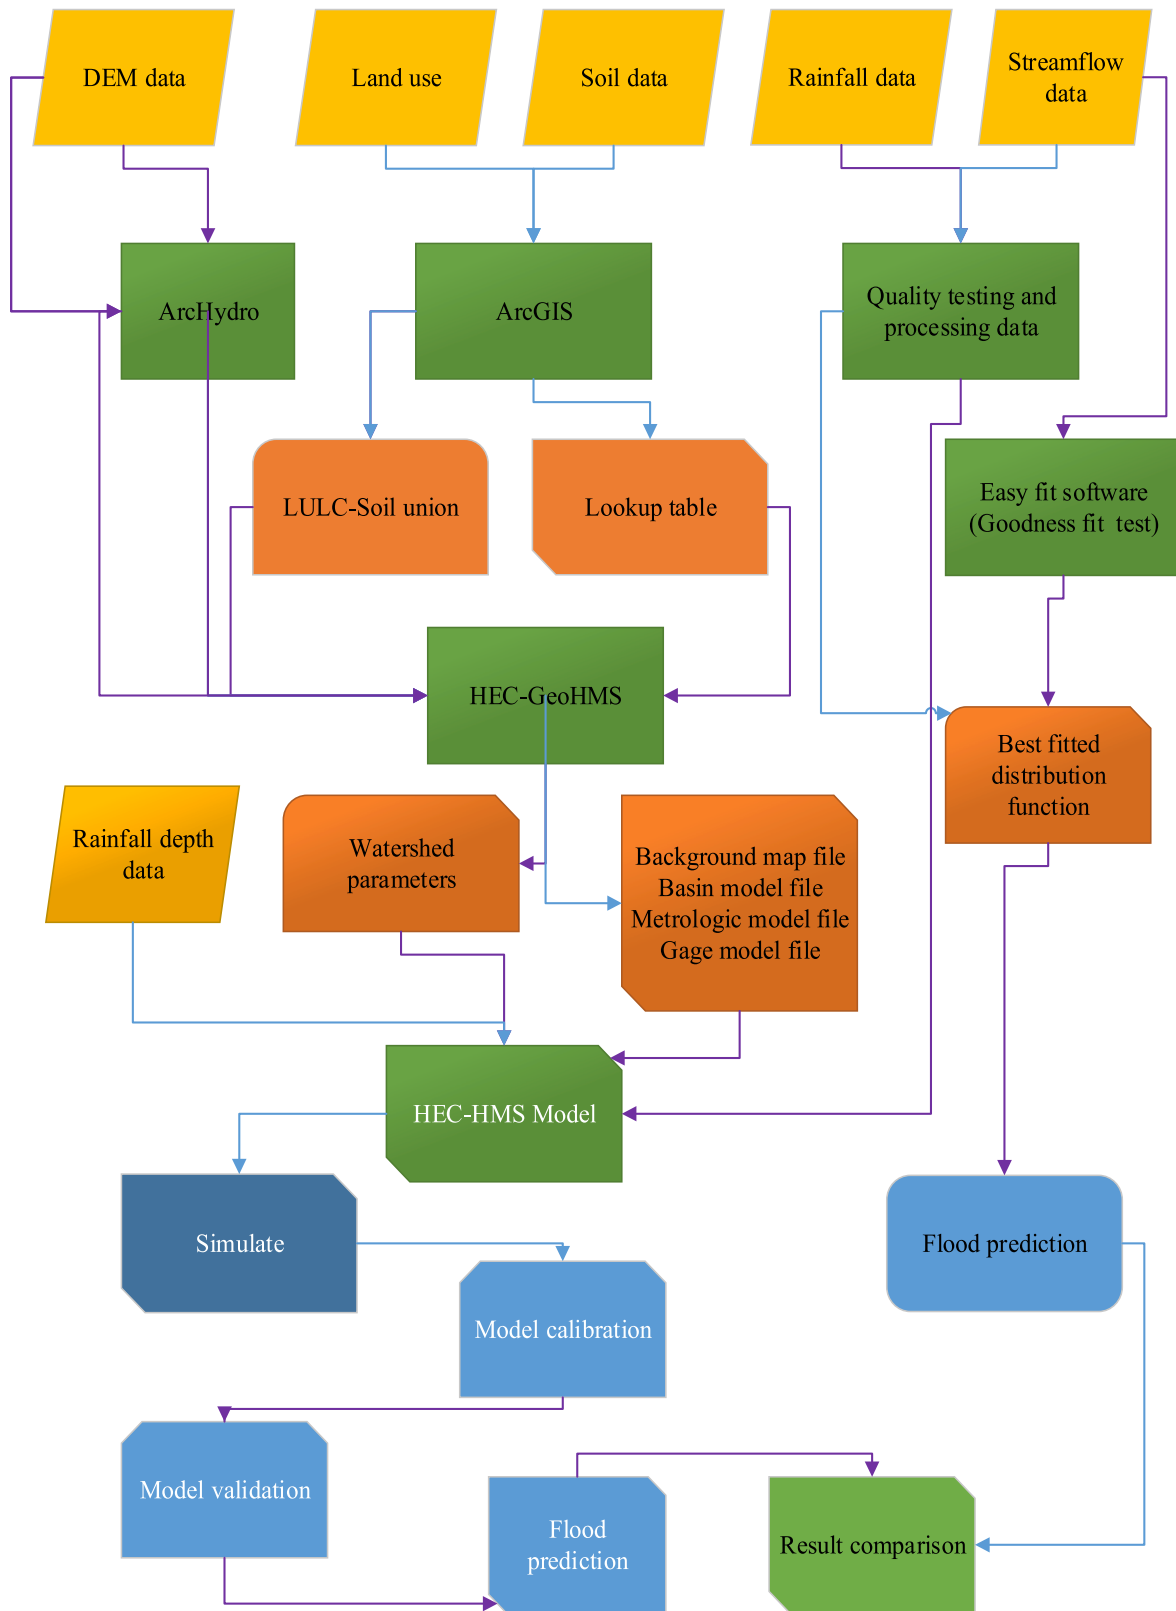 DEM data
Land use
Soil data
Rainfall data
Streamflow
data
ArcHydro
ArcGIS
Quality testing and
processing data
LULC-Soil union
Lookup table
Easy fit software
(Goodness fit  test)
HEC-GeoHMS
Best fitted
distribution
function
Rainfall depth
data
Watershed
parameters
Background map file
Basin model file
Metrologic model file
Gage model file
HEC-HMS Model
Simulate
Flood prediction
Model calibration
Model validation
Flood
prediction
Result comparison